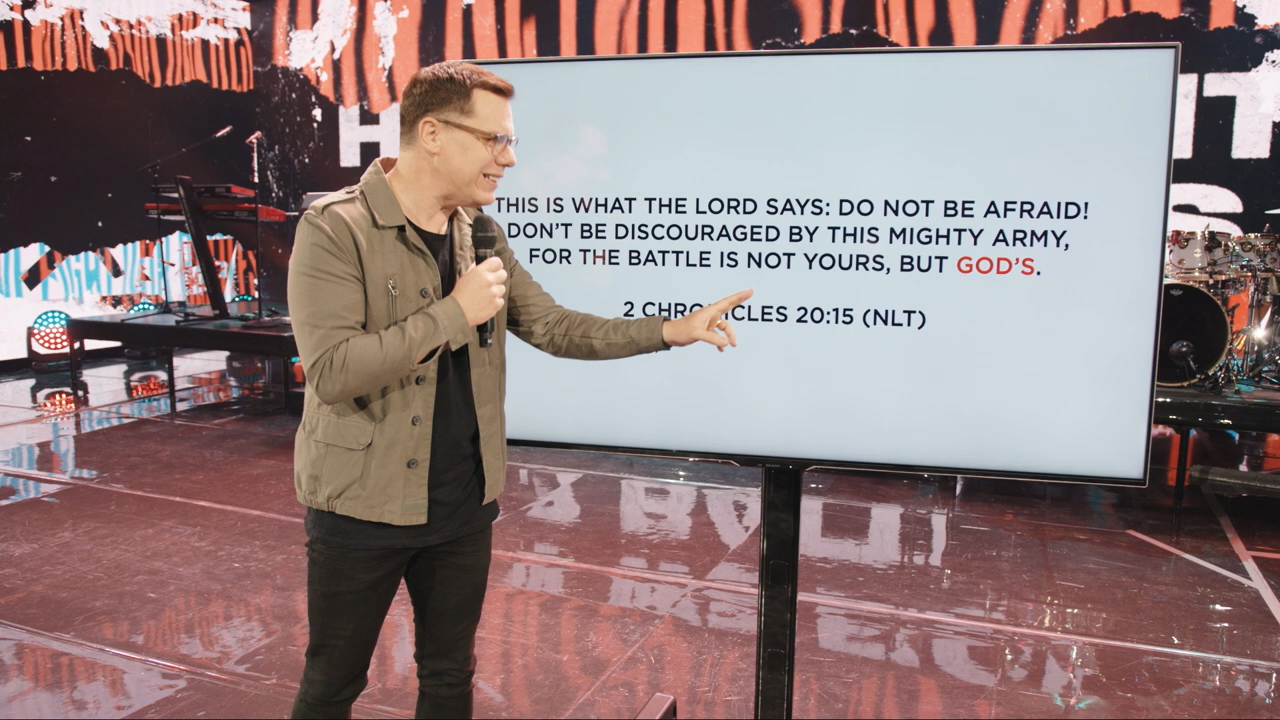 THIS IS WHAT THE LORD SAYS: DO NOT BE AFRAID!
DON'T BE DISCOURAGED BY THIS MIGHTY ARMY,
FOR THE BATTLE IS NOT YOURS, BUT GOD'S.
2 CHRONICLES 20:15 (NLT)